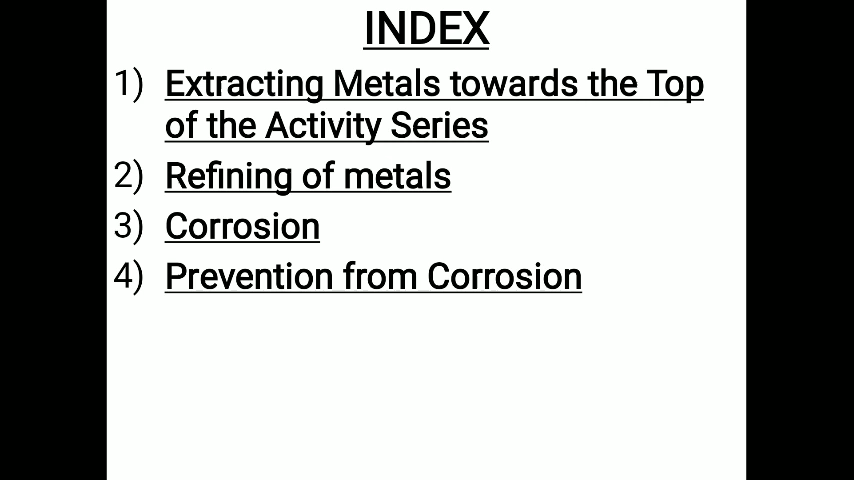 INDEX
1) Extracting Metals towards the Top
of the Activity Series
2) Refining of metals
3) Corrosion
4) Prevention from Corrosion